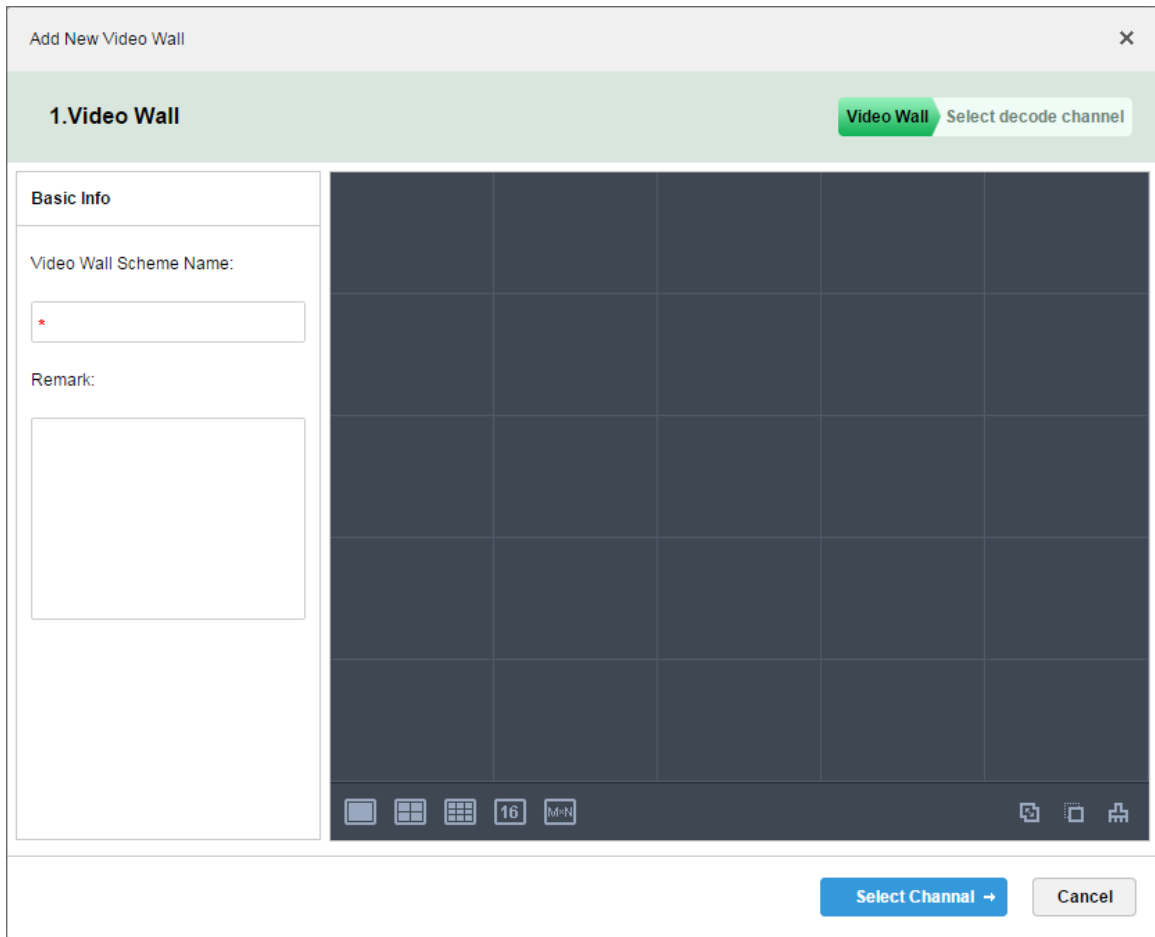 Add New Video Wall
1.Video Wall
Video Wall Select decode channel
Basic Info
Video Wall Scheme Name:
*
Remark:
16 M×N
Select Channal →
Cancel